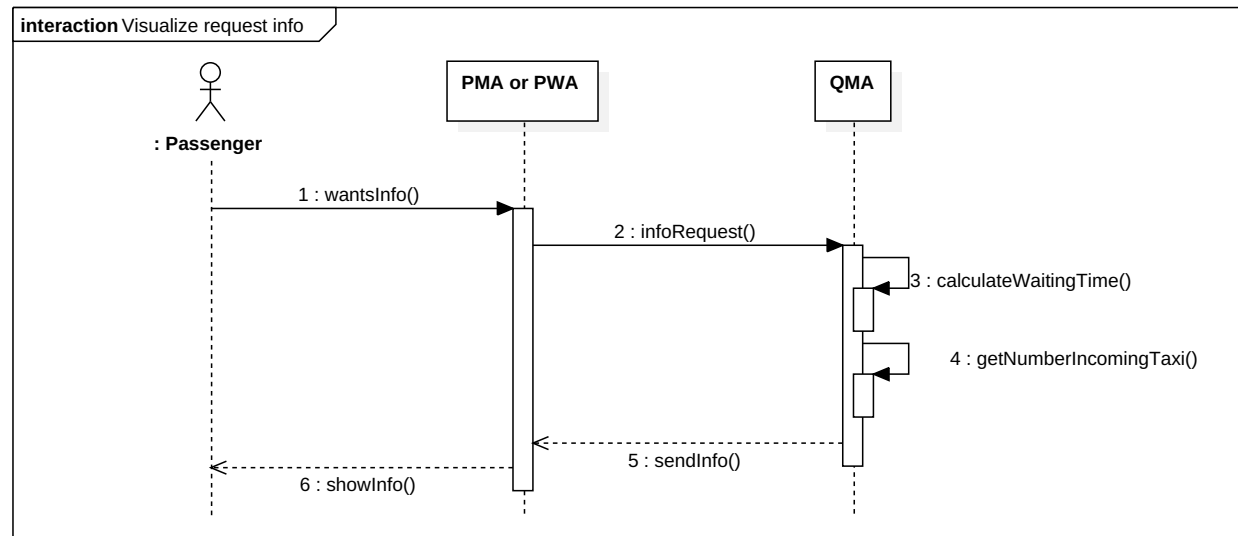 interaction Visualize request info
PMA or PWA
QMA
: Passenger
1 : wantsInfo()
2 : infoRequest()
3 : calculateWaitingTime()
4 : getNumberIncomingTaxi()
5 : sendInfo()
6 : showInfo()